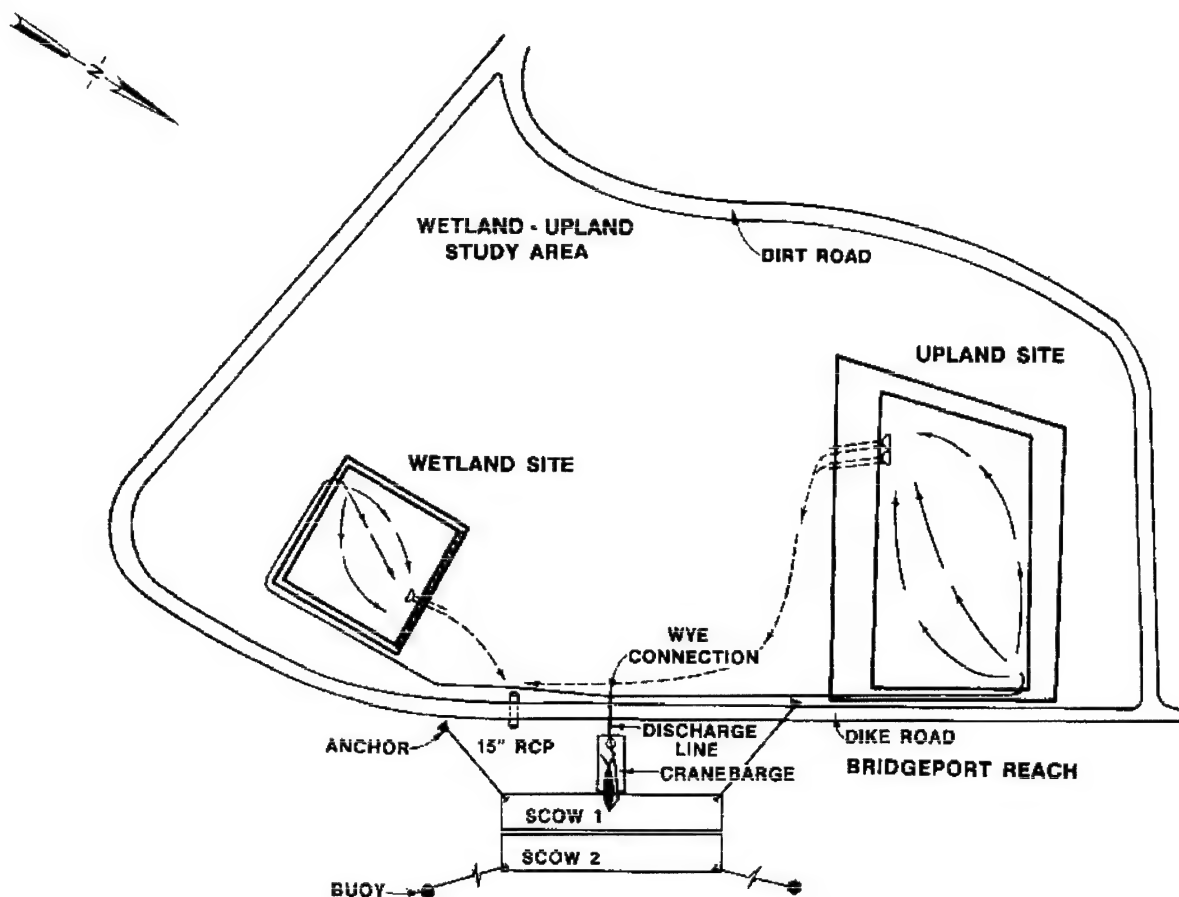 N
WETLAND - UPLAND
STUDY AREA
DIRT ROAD
UPLAND SITE
WETLAND SITE
WYE
CONNECTION
ANCHOR
15" RCP
DISCHARGE
LINE
DIKE ROAD
CRANEBARGE
BRIDGEPORT REACH
SCOW 1
SCOW 2
BUOY